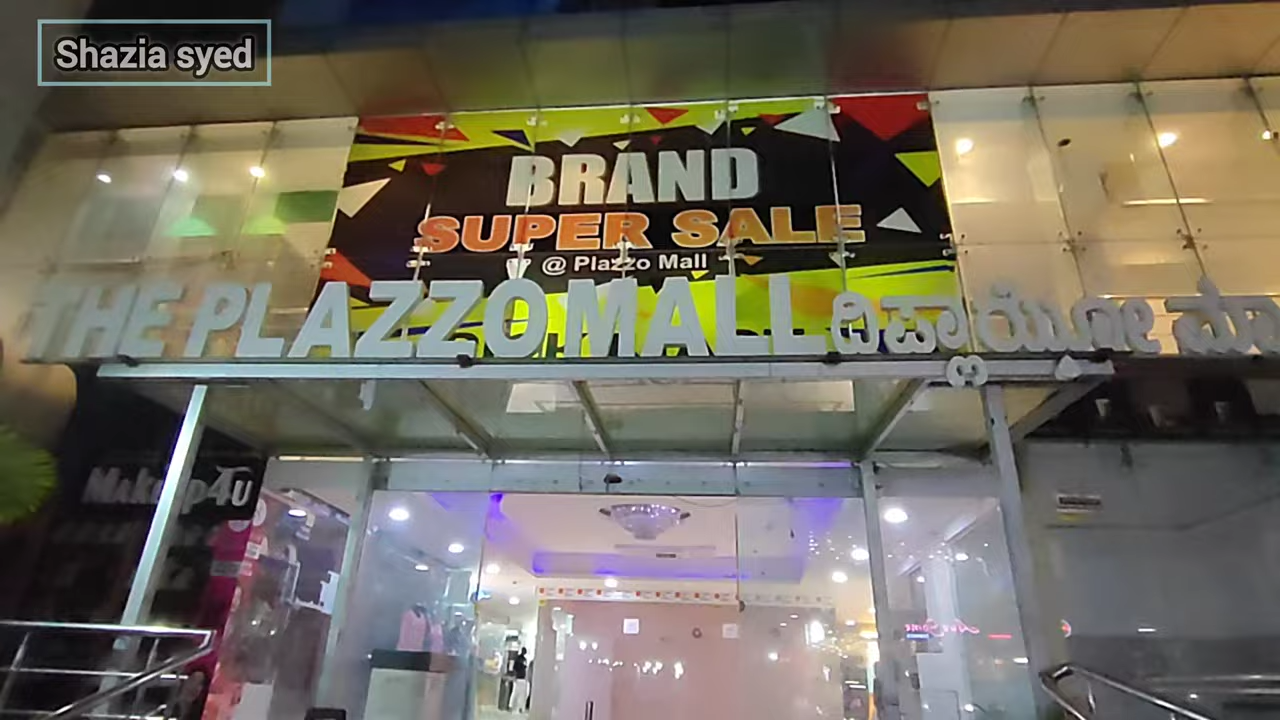 Shazia syed
BRAND
SUPER SALE
@ Plazzo Mall
THE PLAZZO MALL ದಿ ಪ್ಲಾಝ್ಝೋ ಮಾ
Makeup4U